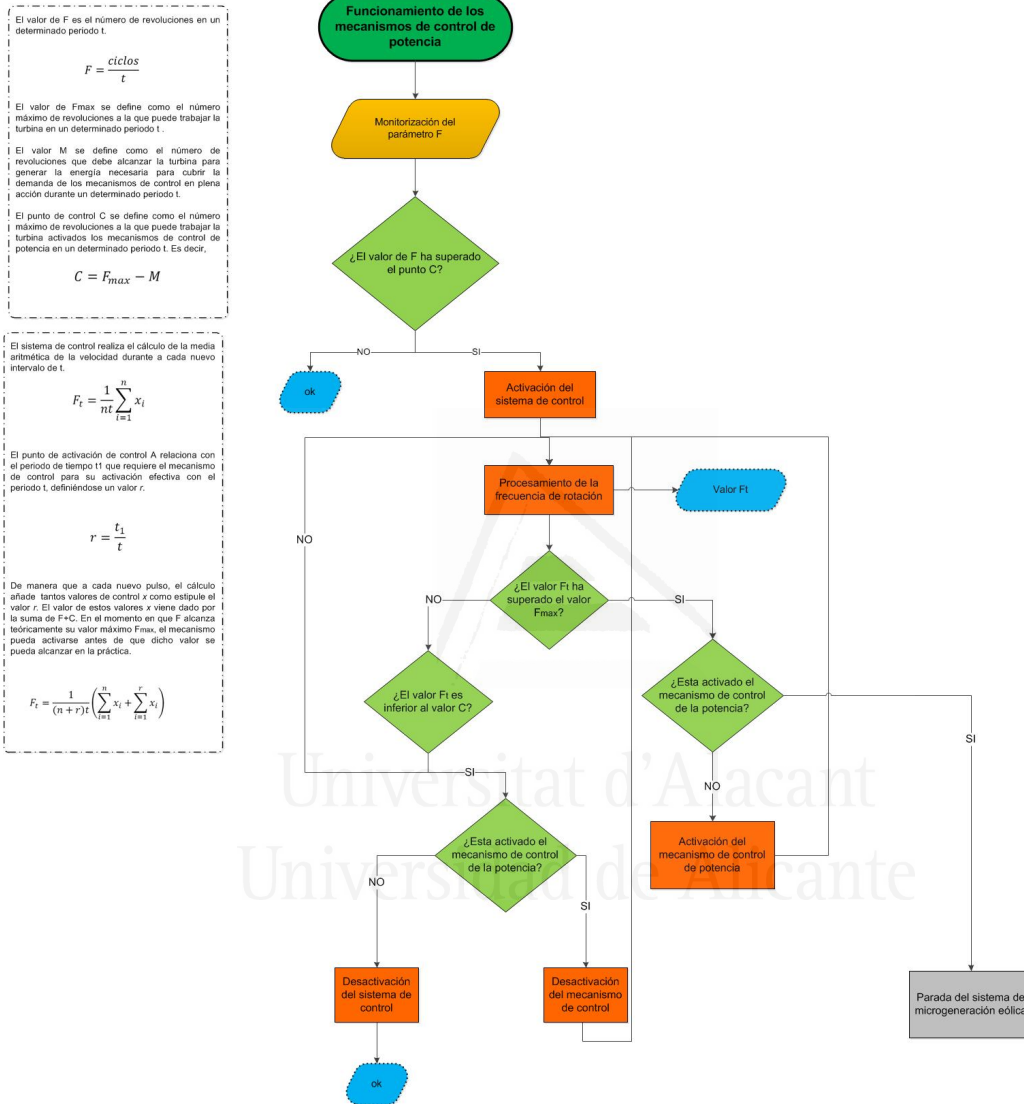 El valor de F es el número de revoluciones en un
determinado periodo t.
F = ciclos / t
El valor de Fmax se define como el número
máximo de revoluciones a la que puede trabajar la
turbina en un determinado periodo t .
El valor M se define como el número de
revoluciones que debe alcanzar la turbina para
generar la energía necesaria para cubrir la
demanda de los mecanismos de control en plena
acción durante un determinado periodo t.
El punto de control C se define como el número
máximo de revoluciones a la que puede trabajar la
turbina activados los mecanismos de control de
potencia en un determinado periodo t. Es decir,
C = F_max − M
El sistema de control realiza el cálculo de la media
aritmética de la velocidad durante a cada nuevo
intervalo de t.
F_t = 1/(nt) ∑_{i=1}^{n} x_i
El punto de activación de control A relaciona con
el periodo de tiempo t1 que requiere el mecanismo
de control para su activación efectiva con el
periodo t, definiéndose un valor r.
r = t_1 / t
De manera que a cada nuevo pulso, el cálculo
añade tantos valores de control x como estipule el
valor r. El valor de estos valores x viene dado por
la suma de F+C. En el momento en que F alcanza
teóricamente su valor máximo Fmax, el mecanismo
pueda activarse antes de que dicho valor se
pueda alcanzar en la práctica.
F_t = 1/((n + r)t) (∑_{i=1}^{n} x_i + ∑_{i=1}^{r} x_i)
Funcionamiento de los
mecanismos de control de
potencia
Monitorización del
parámetro F
¿El valor de F ha superado
el punto C?
NO
SI
ok
Activación del
sistema de control
Procesamiento de la
frecuencia de rotación
Valor Ft
NO
¿El valor Ft ha
superado el valor
Fmax?
NO
SI
¿El valor Ft es
inferior al valor C?
¿Esta activado el
mecanismo de control
de la potencia?
SI
SI
NO
¿Esta activado el
mecanismo de control
de la potencia?
Activación del
mecanismo de control
de potencia
NO
SI
Desactivación
del sistema de
control
Desactivación
del mecanismo
de control
Parada del sistema de
microgeneración eólica
ok
Universitat d'Alacant
Universidad de Alicante